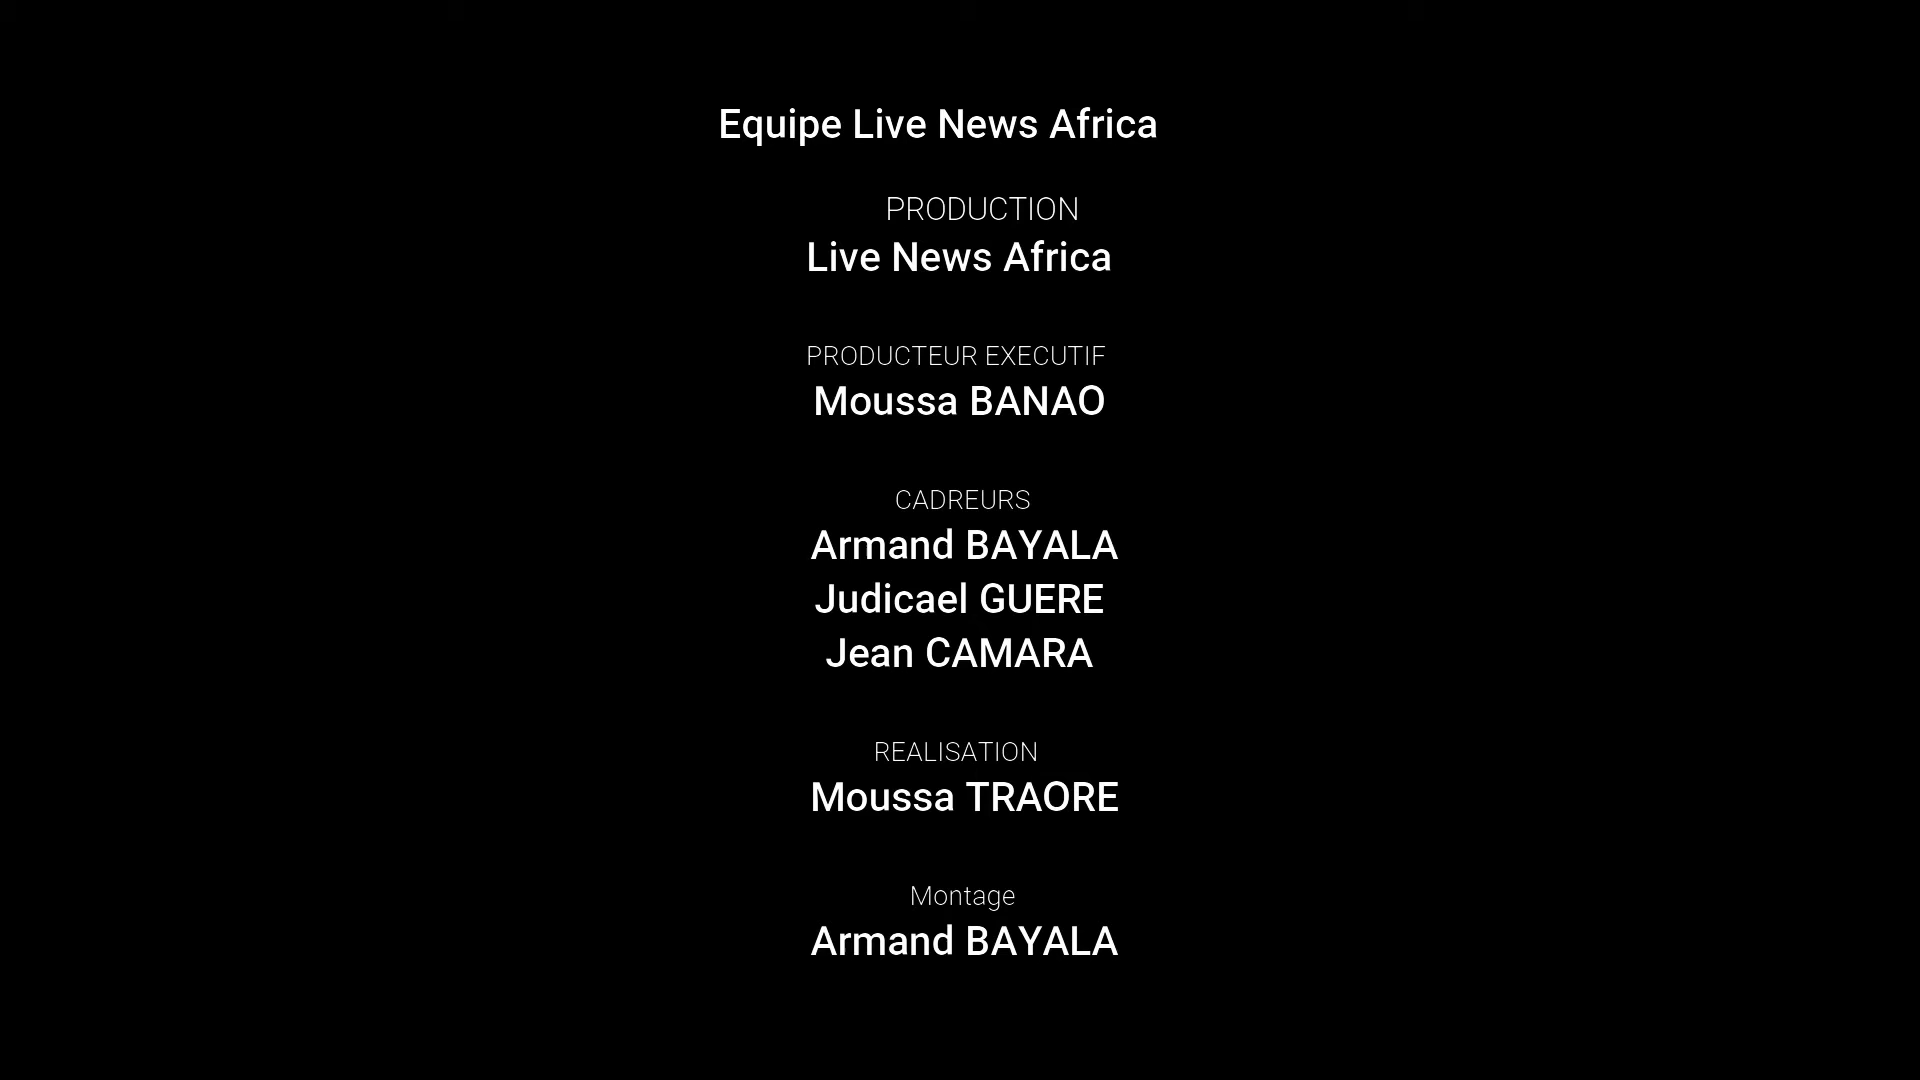 Equipe Live News Africa
PRODUCTION
Live News Africa
PRODUCTEUR EXECUTIF
Moussa BANAO
CADREURS
Armand BAYALA
Judicael GUERE
Jean CAMARA
REALISATION
Moussa TRAORE
Montage
Armand BAYALA